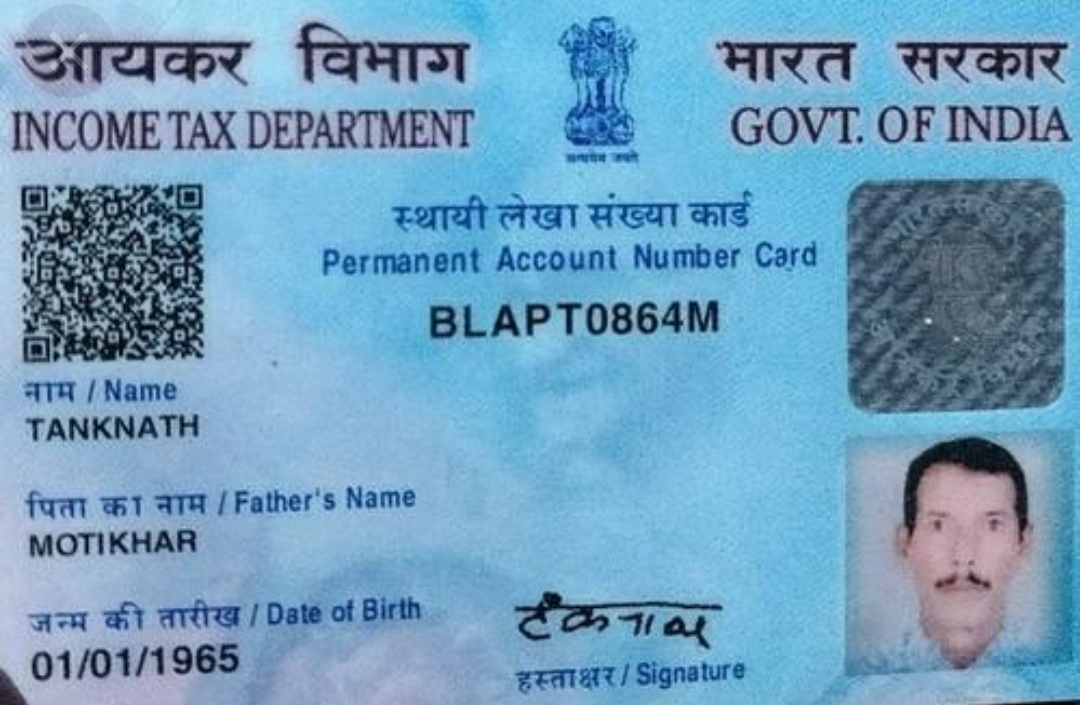 आयकर विभाग
INCOME TAX DEPARTMENT
भारत सरकार
GOVT. OF INDIA
सत्यमेव जयते
स्थायी लेखा संख्या कार्ड
Permanent Account Number Card
BLAPT0864M
नाम / Name
TANKNATH
पिता का नाम / Father's Name
MOTIKHAR
जन्म की तारीख / Date of Birth
01/01/1965
टंकनाथ
हस्ताक्षर / Signature